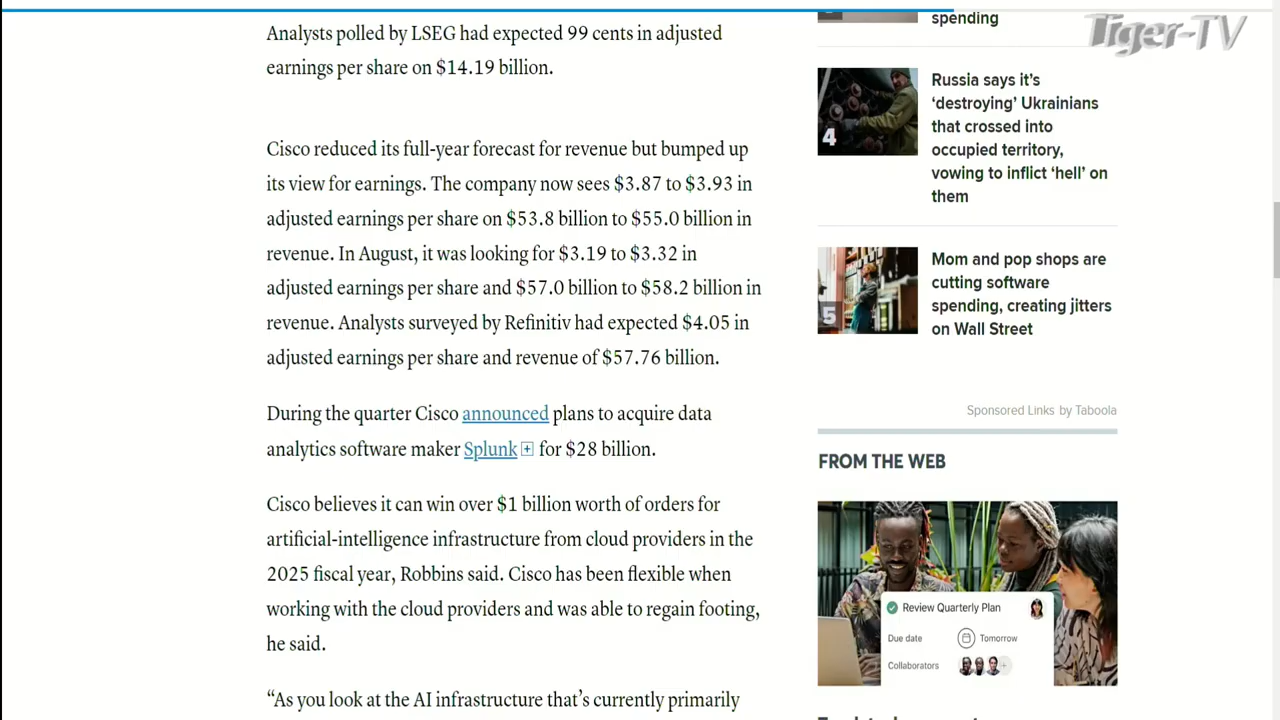 Analysts polled by LSEG had expected 99 cents in adjusted
earnings per share on $14.19 billion.
Cisco reduced its full-year forecast for revenue but bumped up
its view for earnings. The company now sees $3.87 to $3.93 in
adjusted earnings per share on $53.8 billion to $55.0 billion in
revenue. In August, it was looking for $3.19 to $3.32 in
adjusted earnings per share and $57.0 billion to $58.2 billion in
revenue. Analysts surveyed by Refinitiv had expected $4.05 in
adjusted earnings per share and revenue of $57.76 billion.
During the quarter Cisco announced plans to acquire data
analytics software maker Splunk + for $28 billion.
Cisco believes it can win over $1 billion worth of orders for
artificial-intelligence infrastructure from cloud providers in the
2025 fiscal year, Robbins said. Cisco has been flexible when
working with the cloud providers and was able to regain footing,
he said.
“As you look at the AI infrastructure that’s currently primarily
spending
Tiger-TV
4
Russia says it’s
‘destroying’ Ukrainians
that crossed into
occupied territory,
vowing to inflict ‘hell’ on
them
5
Mom and pop shops are
cutting software
spending, creating jitters
on Wall Street
Sponsored Links by Taboola
FROM THE WEB
Review Quarterly Plan
Due date Tomorrow
Collaborators +